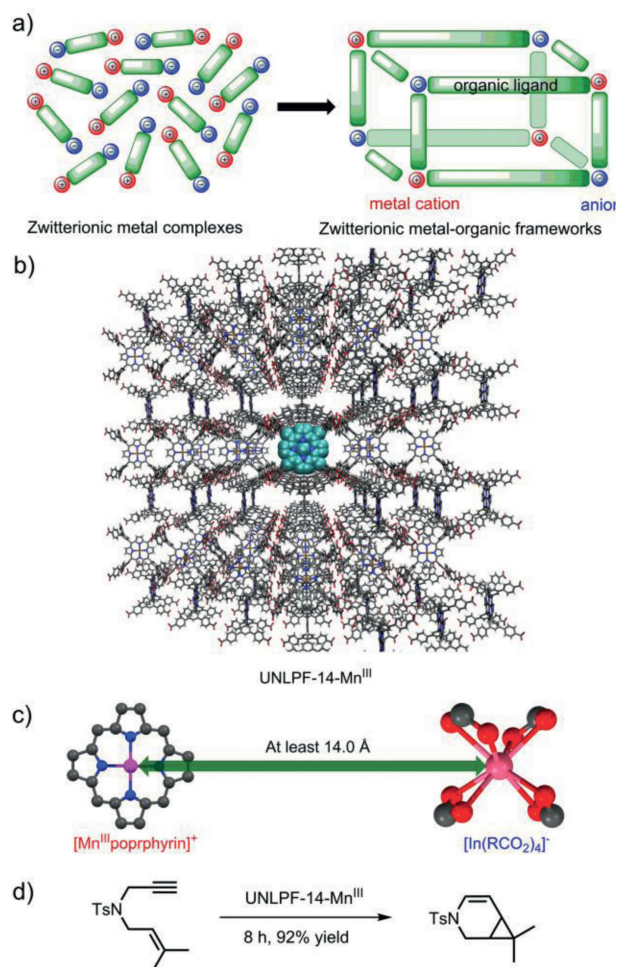 a)
organic ligand
metal cation
anion
Zwitterionic metal complexes
Zwitterionic metal-organic frameworks
b)
UNLPF-14-Mn^III
c)
At least 14.0 Å
[Mn^III poprphyrin]⁺
[In(RCO₂)₄]⁻
d)
TsN
UNLPF-14-Mn^III
8 h, 92% yield
TsN